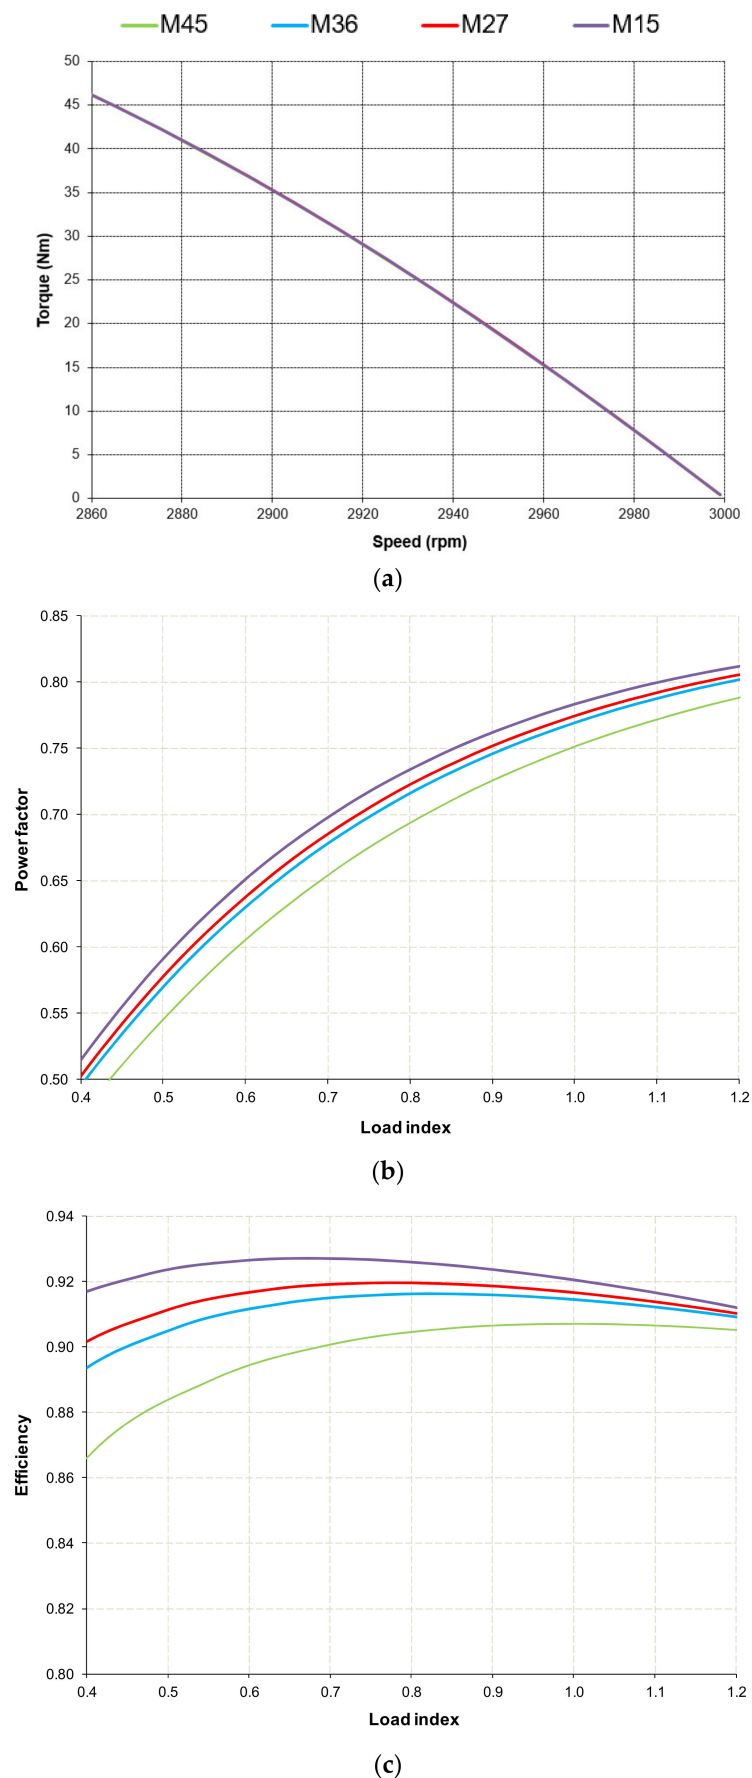 M45 M36 M27 M15
50
45
40
35
30
25
20
15
10
5
0
Torque (Nm)
2860 2880 2900 2920 2940 2960 2980 3000
Speed (rpm)
(a)
0.85
0.80
0.75
0.70
0.65
0.60
0.55
0.50
Power factor
0.4 0.5 0.6 0.7 0.8 0.9 1.0 1.1 1.2
Load index
(b)
0.94
0.92
0.90
0.88
0.86
0.84
0.82
0.80
Efficiency
0.4 0.5 0.6 0.7 0.8 0.9 1.0 1.1 1.2
Load index
(c)